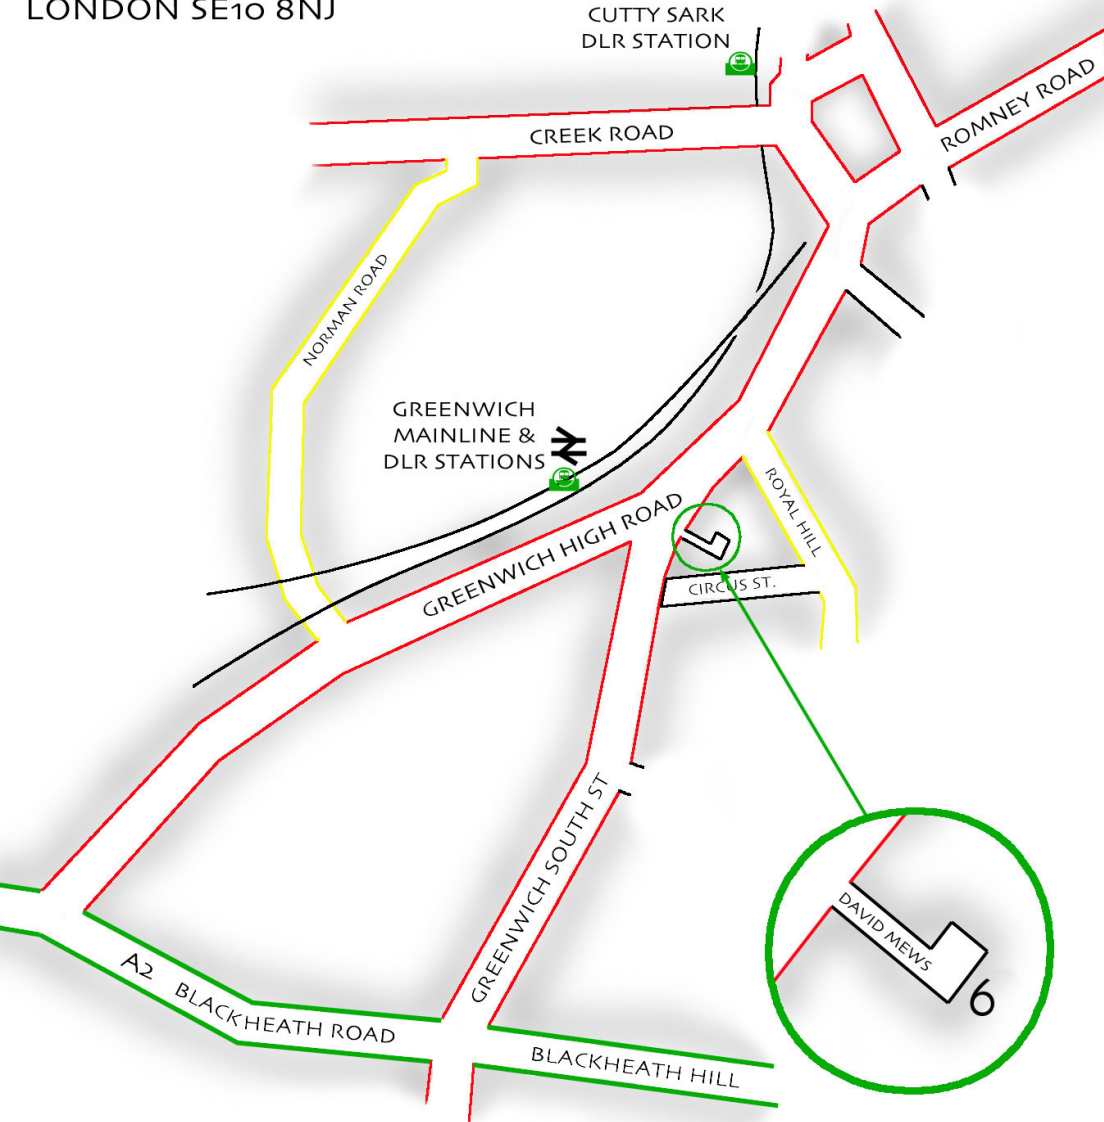 LONDON SE10 8NJ
CUTTY SARK
DLR STATION
CREEK ROAD
ROMNEY ROAD
NORMAN ROAD
GREENWICH
MAINLINE &
DLR STATIONS
GREENWICH HIGH ROAD
ROYAL HILL
CIRCUS ST.
GREENWICH SOUTH ST
DAVID MEWS
6
A2
BLACKHEATH ROAD
BLACKHEATH HILL